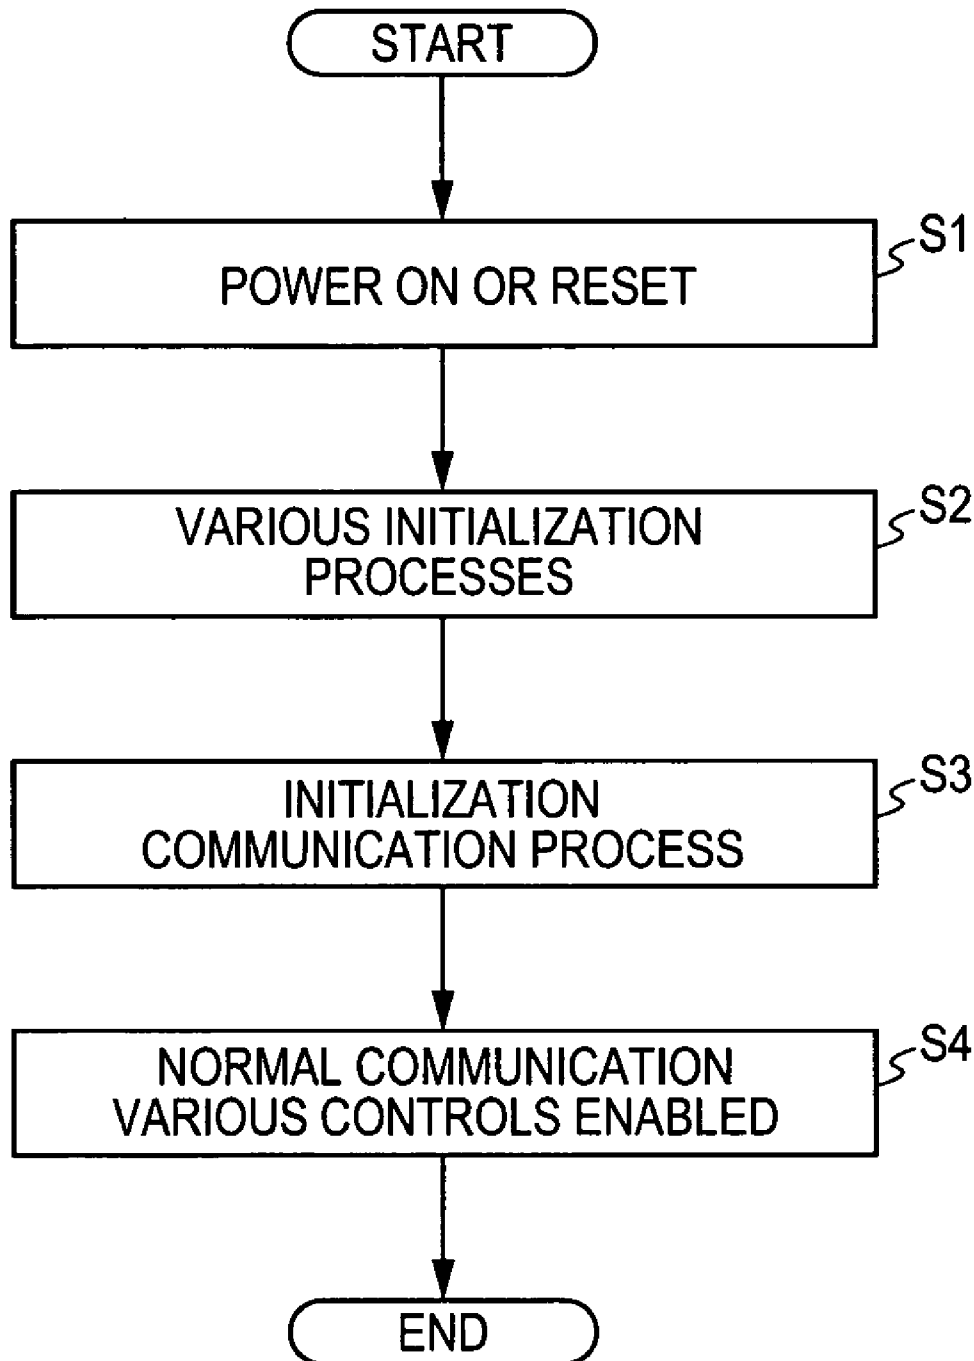 START
S1
POWER ON OR RESET
S2
VARIOUS INITIALIZATION
PROCESSES
S3
INITIALIZATION
COMMUNICATION PROCESS
S4
NORMAL COMMUNICATION
VARIOUS CONTROLS ENABLED
END